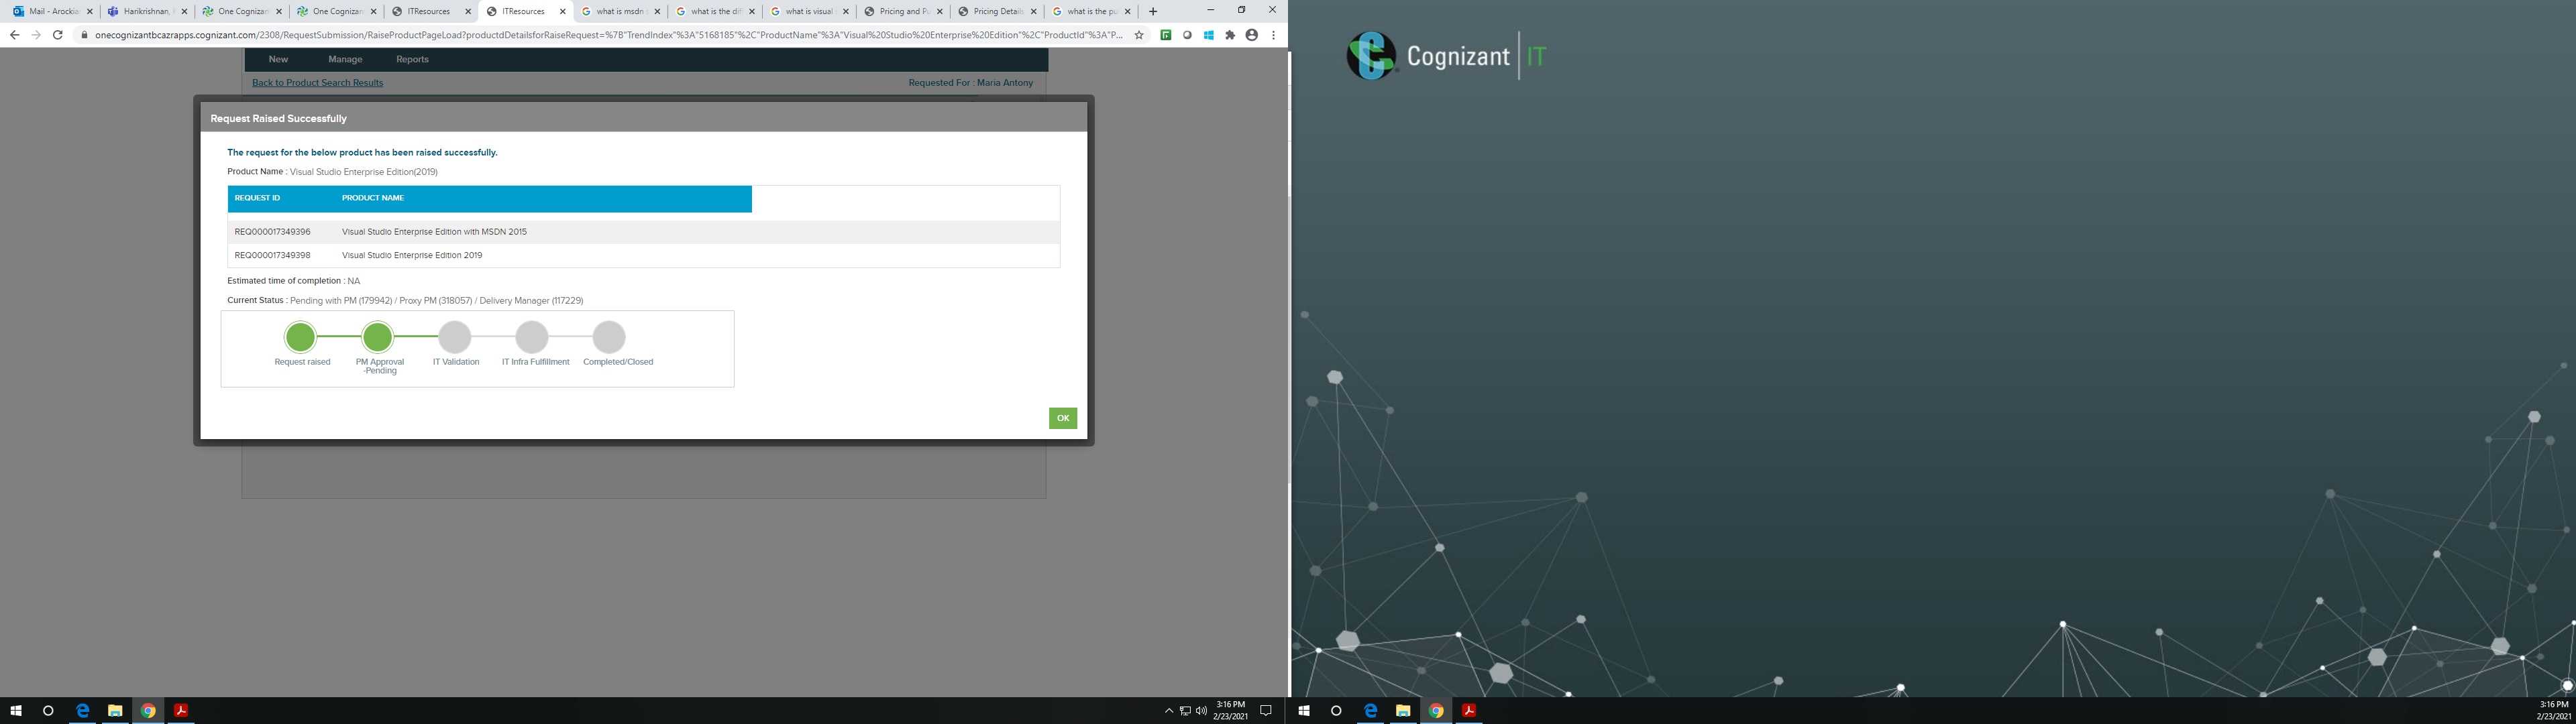 Mail - Arockia
Harikrishnan,
One Cognizan
One Cognizan
ITResources
ITResources
what is msdn
what is the dif
what is visual
Pricing and Pu
Pricing Details
what is the pu
onecognizantbcazrapps.cognizant.com/2308/RequestSubmission/RaiseProductPageLoad?productdDetailsforRaiseRequest=%7B"TrendIndex"%3A"5168185"%2C"ProductName"%3A"Visual%20Studio%20Enterprise%20Edition"%2C"ProductId"%3A"P...
New Manage Reports
Back to Product Search Results Requested For : Maria Antony
Request Raised Successfully
The request for the below product has been raised successfully.
Product Name : Visual Studio Enterprise Edition(2019)
REQUEST ID PRODUCT NAME
REQ000017349396 Visual Studio Enterprise Edition with MSDN 2015
REQ000017349398 Visual Studio Enterprise Edition 2019
Estimated time of completion : NA
Current Status : Pending with PM (179942) / Proxy PM (318057) / Delivery Manager (117229)
Request raised
PM Approval
-Pending
IT Validation
IT Infra Fulfillment
Completed/Closed
OK
Cognizant IT
3:16 PM
2/23/2021
3:16 PM
2/23/2021